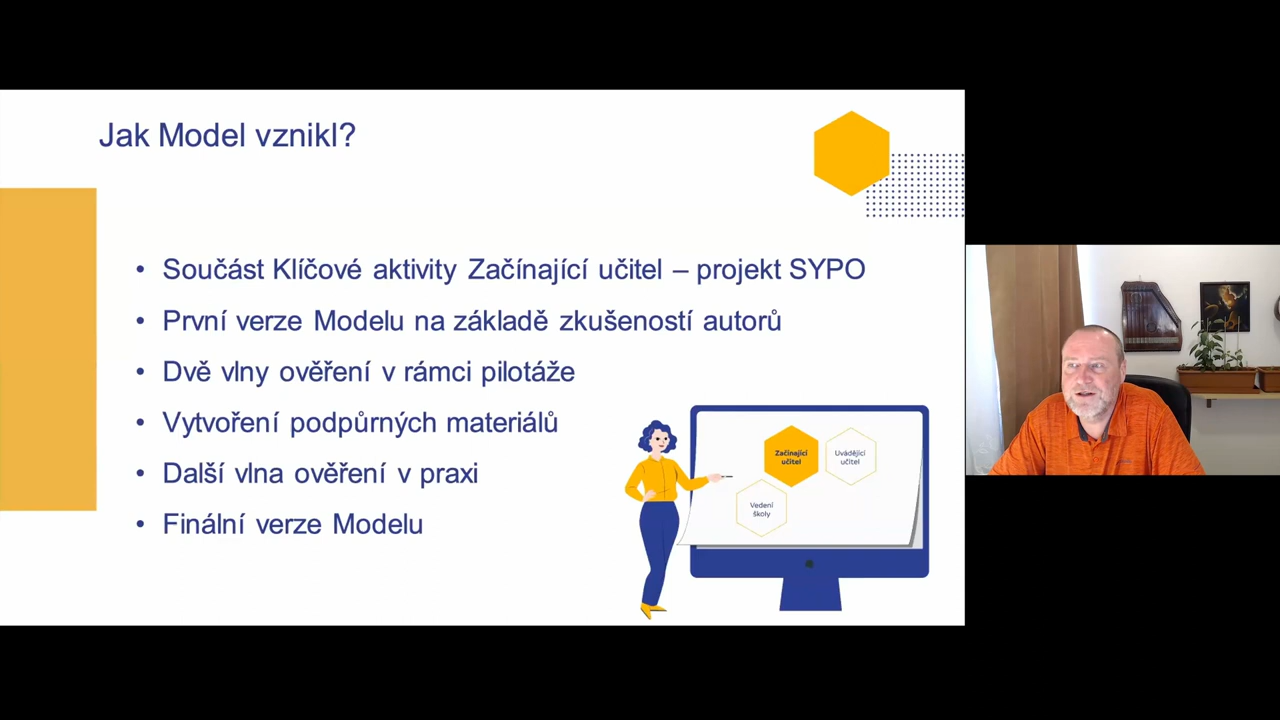 Jak Model vznikl?
• Součást Klíčové aktivity Začínající učitel – projekt SYPO
• První verze Modelu na základě zkušeností autorů
• Dvě vlny ověření v rámci pilotáže
• Vytvoření podpůrných materiálů
• Další vlna ověření v praxi
• Finální verze Modelu
Začínající
učitel
Uvádějící
učitel
Vedení
školy